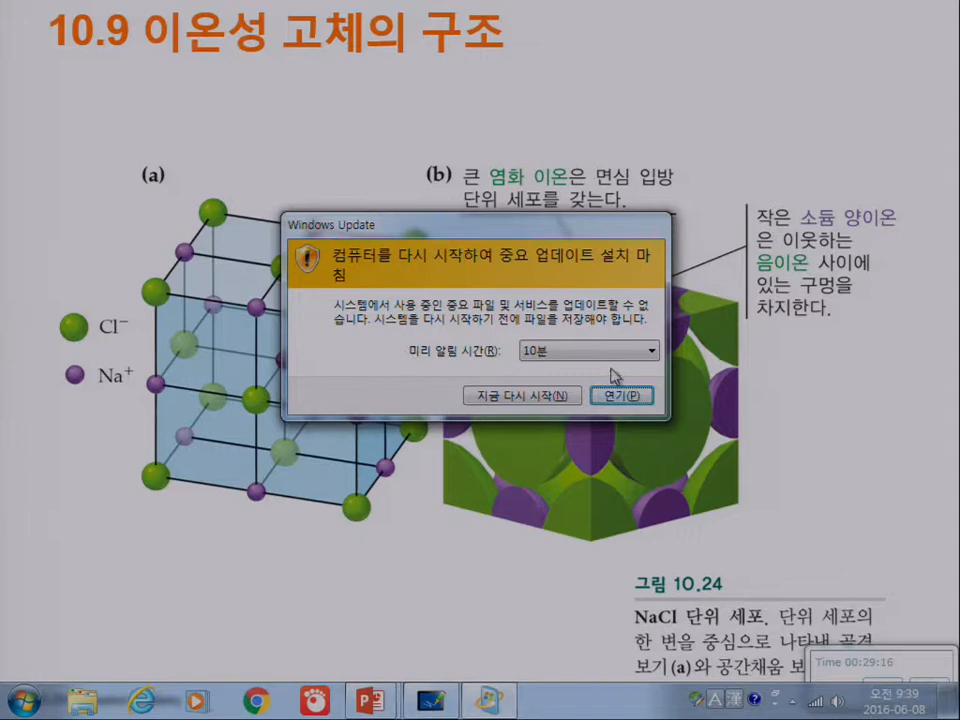 10.9 이온성 고체의 구조
(a)
(b) 큰 염화 이온은 면심 입방
단위 세포를 갖는다.
작은 소듐 양이온
은 이웃하는
음이온 사이에
있는 구멍을
차지한다.
Cl⁻
Na⁺
Windows Update
컴퓨터를 다시 시작하여 중요 업데이트 설치 마
침
시스템에서 사용 중인 중요 파일 및 서비스를 업데이트할 수 없
습니다. 시스템을 다시 시작하기 전에 파일을 저장해야 합니다.
미리 알림 시간(R): 10분
지금 다시 시작(N) 연기(P)
그림 10.24
NaCl 단위 세포. 단위 세포의
한 변을 중심으로 나타낸 골격
보기(a)와 공간채움 보
Time 00:29:16
A 漢
오전 9:39
2016-06-08